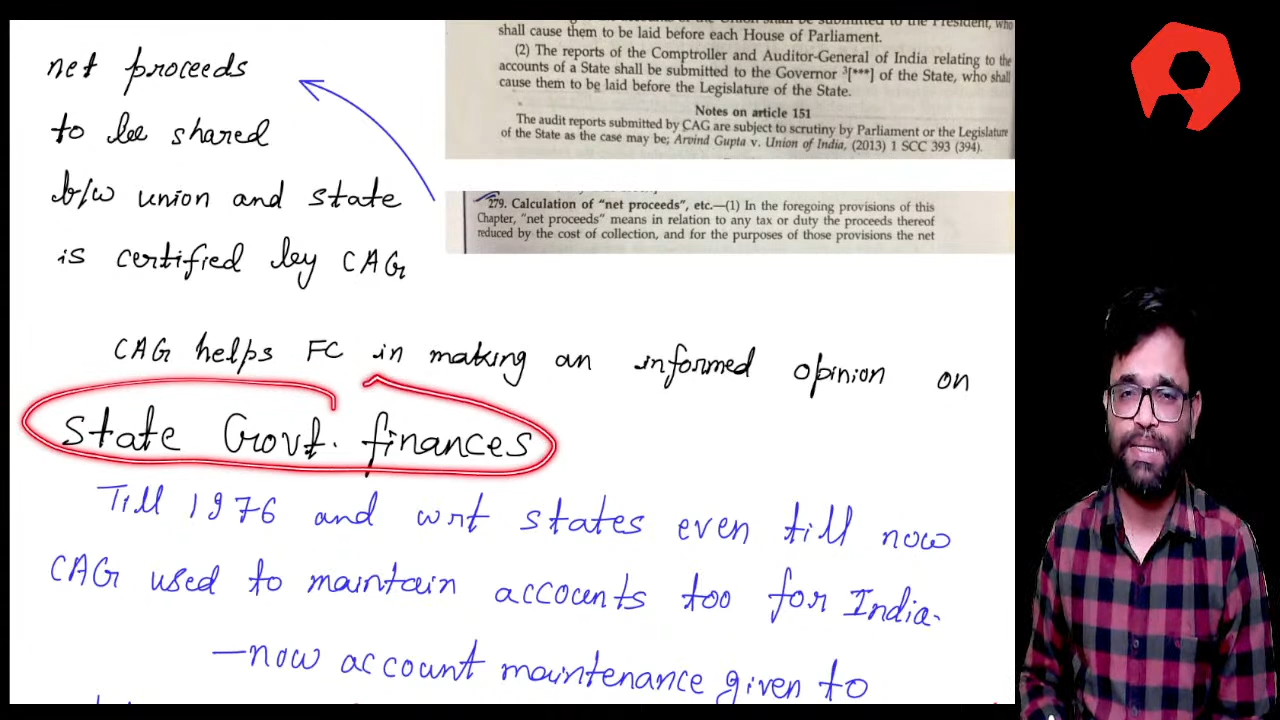 net proceeds
to be shared
b/w union and state
is certified by CAG
shall cause them to be laid before each House of Parliament.
(2) The reports of the Comptroller and Auditor-General of India relating to the
accounts of a State shall be submitted to the Governor ³[***] of the State, who shall
cause them to be laid before the Legislature of the State.
Notes on article 151
The audit reports submitted by CAG are subject to scrutiny by Parliament or the Legislature
of the State as the case may be; Arvind Gupta v. Union of India, (2013) 1 SCC 393 (394).
279. Calculation of "net proceeds", etc.—(1) In the foregoing provisions of this
Chapter, "net proceeds" means in relation to any tax or duty the proceeds thereof
reduced by the cost of collection, and for the purposes of those provisions the net
CAG helps FC in making an informed opinion on
State Govt. finances
Till 1976 and wrt states even till now
CAG used to maintain accounts too for India.
—now account maintenance given to